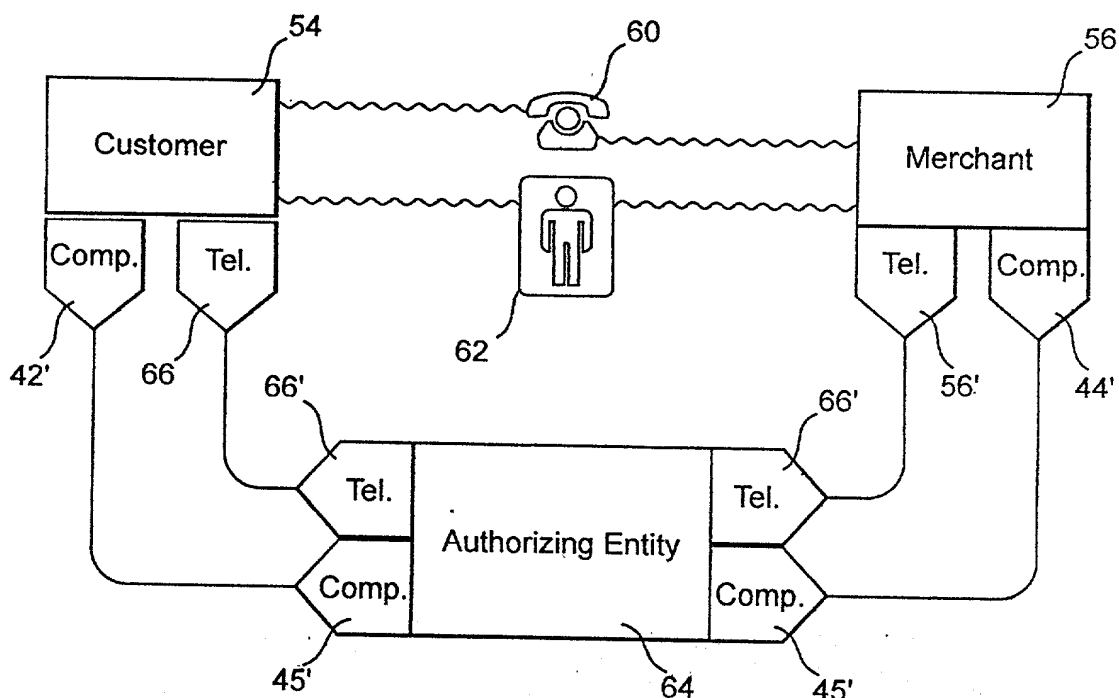 54
60
56
Customer
Merchant
Comp.
Tel.
Tel.
Comp.
42'
66
62
56'
44'
66'
66'
Tel.
Authorizing Entity
Tel.
Comp.
Comp.
45'
64
45'